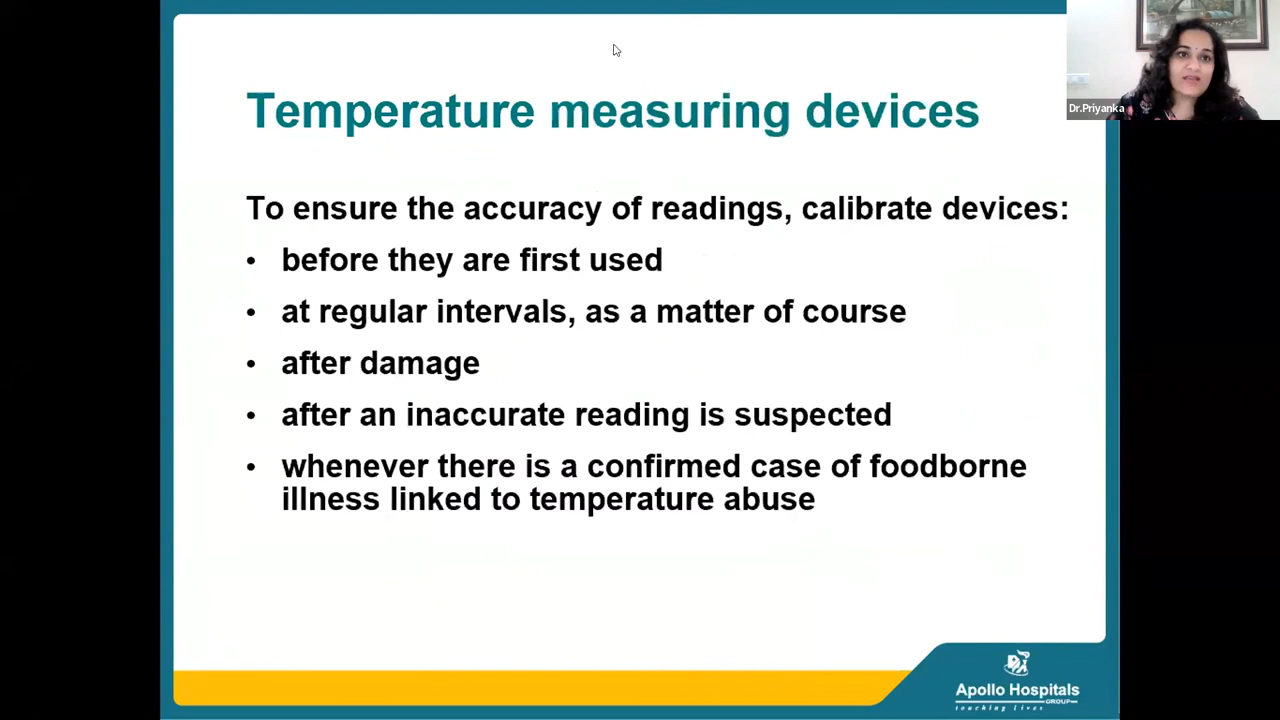 Temperature measuring devices
Dr.Priyanka
To ensure the accuracy of readings, calibrate devices:
• before they are first used
• at regular intervals, as a matter of course
• after damage
• after an inaccurate reading is suspected
• whenever there is a confirmed case of foodborne
illness linked to temperature abuse
Apollo Hospitals
GROUP
touching lives